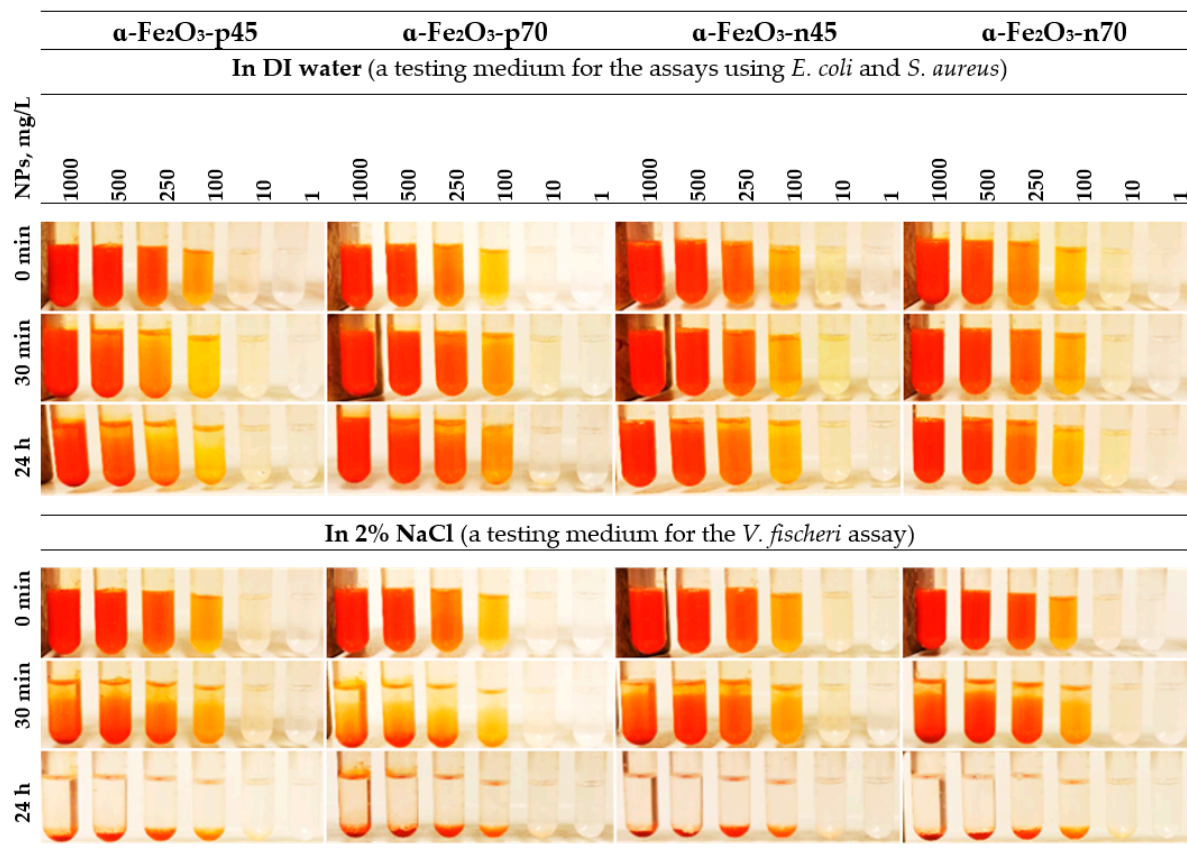 α-Fe₂O₃-p45 α-Fe₂O₃-p70 α-Fe₂O₃-n45 α-Fe₂O₃-n70
In DI water (a testing medium for the assays using E. coli and S. aureus)
NPs, mg/L 1000 500 250 100 10 1 1000 500 250 100 10 1 1000 500 250 100 10 1 1000 500 250 100 10 1
0 min
30 min
24 h
In 2% NaCl (a testing medium for the V. fischeri assay)
0 min
30 min
24 h